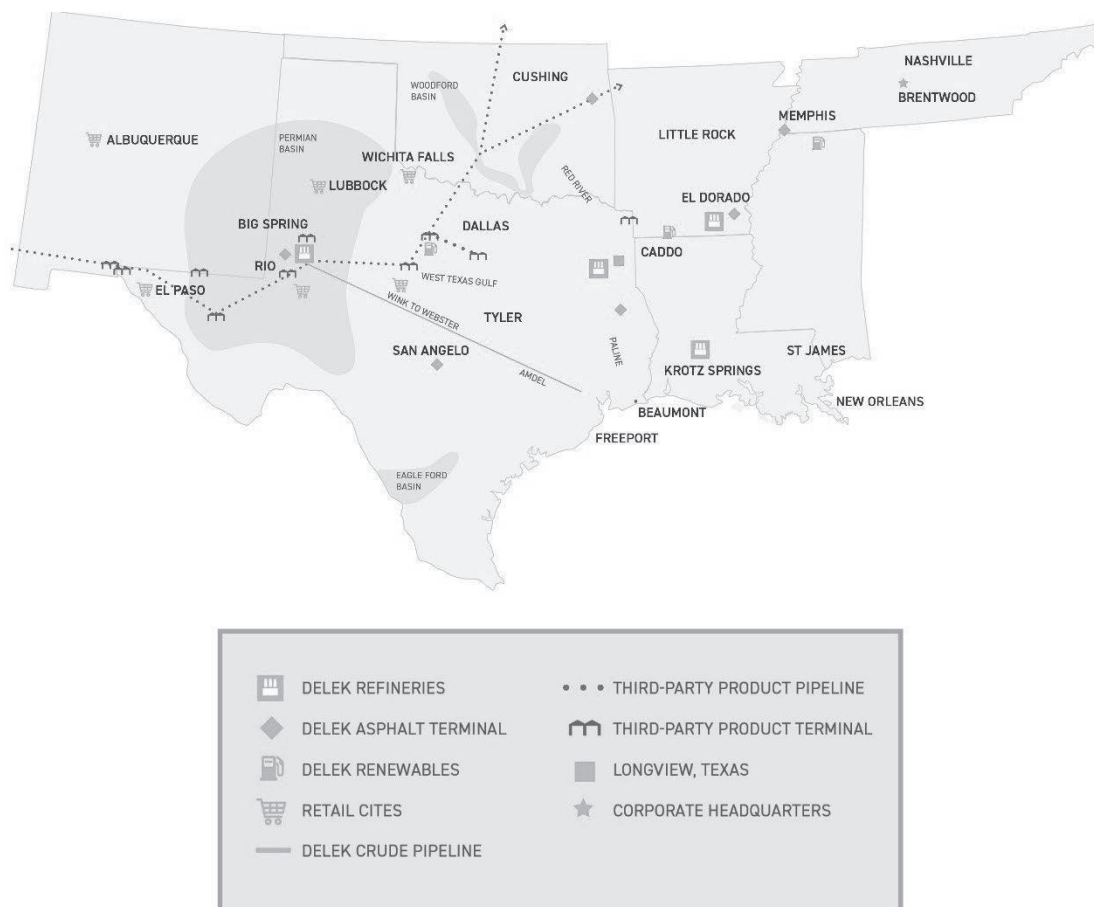 NASHVILLE
BRENTWOOD
CUSHING
WOODFORD
BASIN
MEMPHIS
LITTLE ROCK
ALBUQUERQUE
PERMIAN
BASIN
WICHITA FALLS
LUBBOCK
RED RIVER
EL DORADO
BIG SPRING
DALLAS
CADDO
RIO
WEST TEXAS GULF
EL PASO
WINK TO WEBSTER
TYLER
SAN ANGELO
PALINE
ST JAMES
KROTZ SPRINGS
AMDEL
NEW ORLEANS
BEAUMONT
FREEPORT
EAGLE FORD
BASIN
DELEK REFINERIES
DELEK ASPHALT TERMINAL
DELEK RENEWABLES
RETAIL CITES
DELEK CRUDE PIPELINE
THIRD-PARTY PRODUCT PIPELINE
THIRD-PARTY PRODUCT TERMINAL
LONGVIEW, TEXAS
CORPORATE HEADQUARTERS